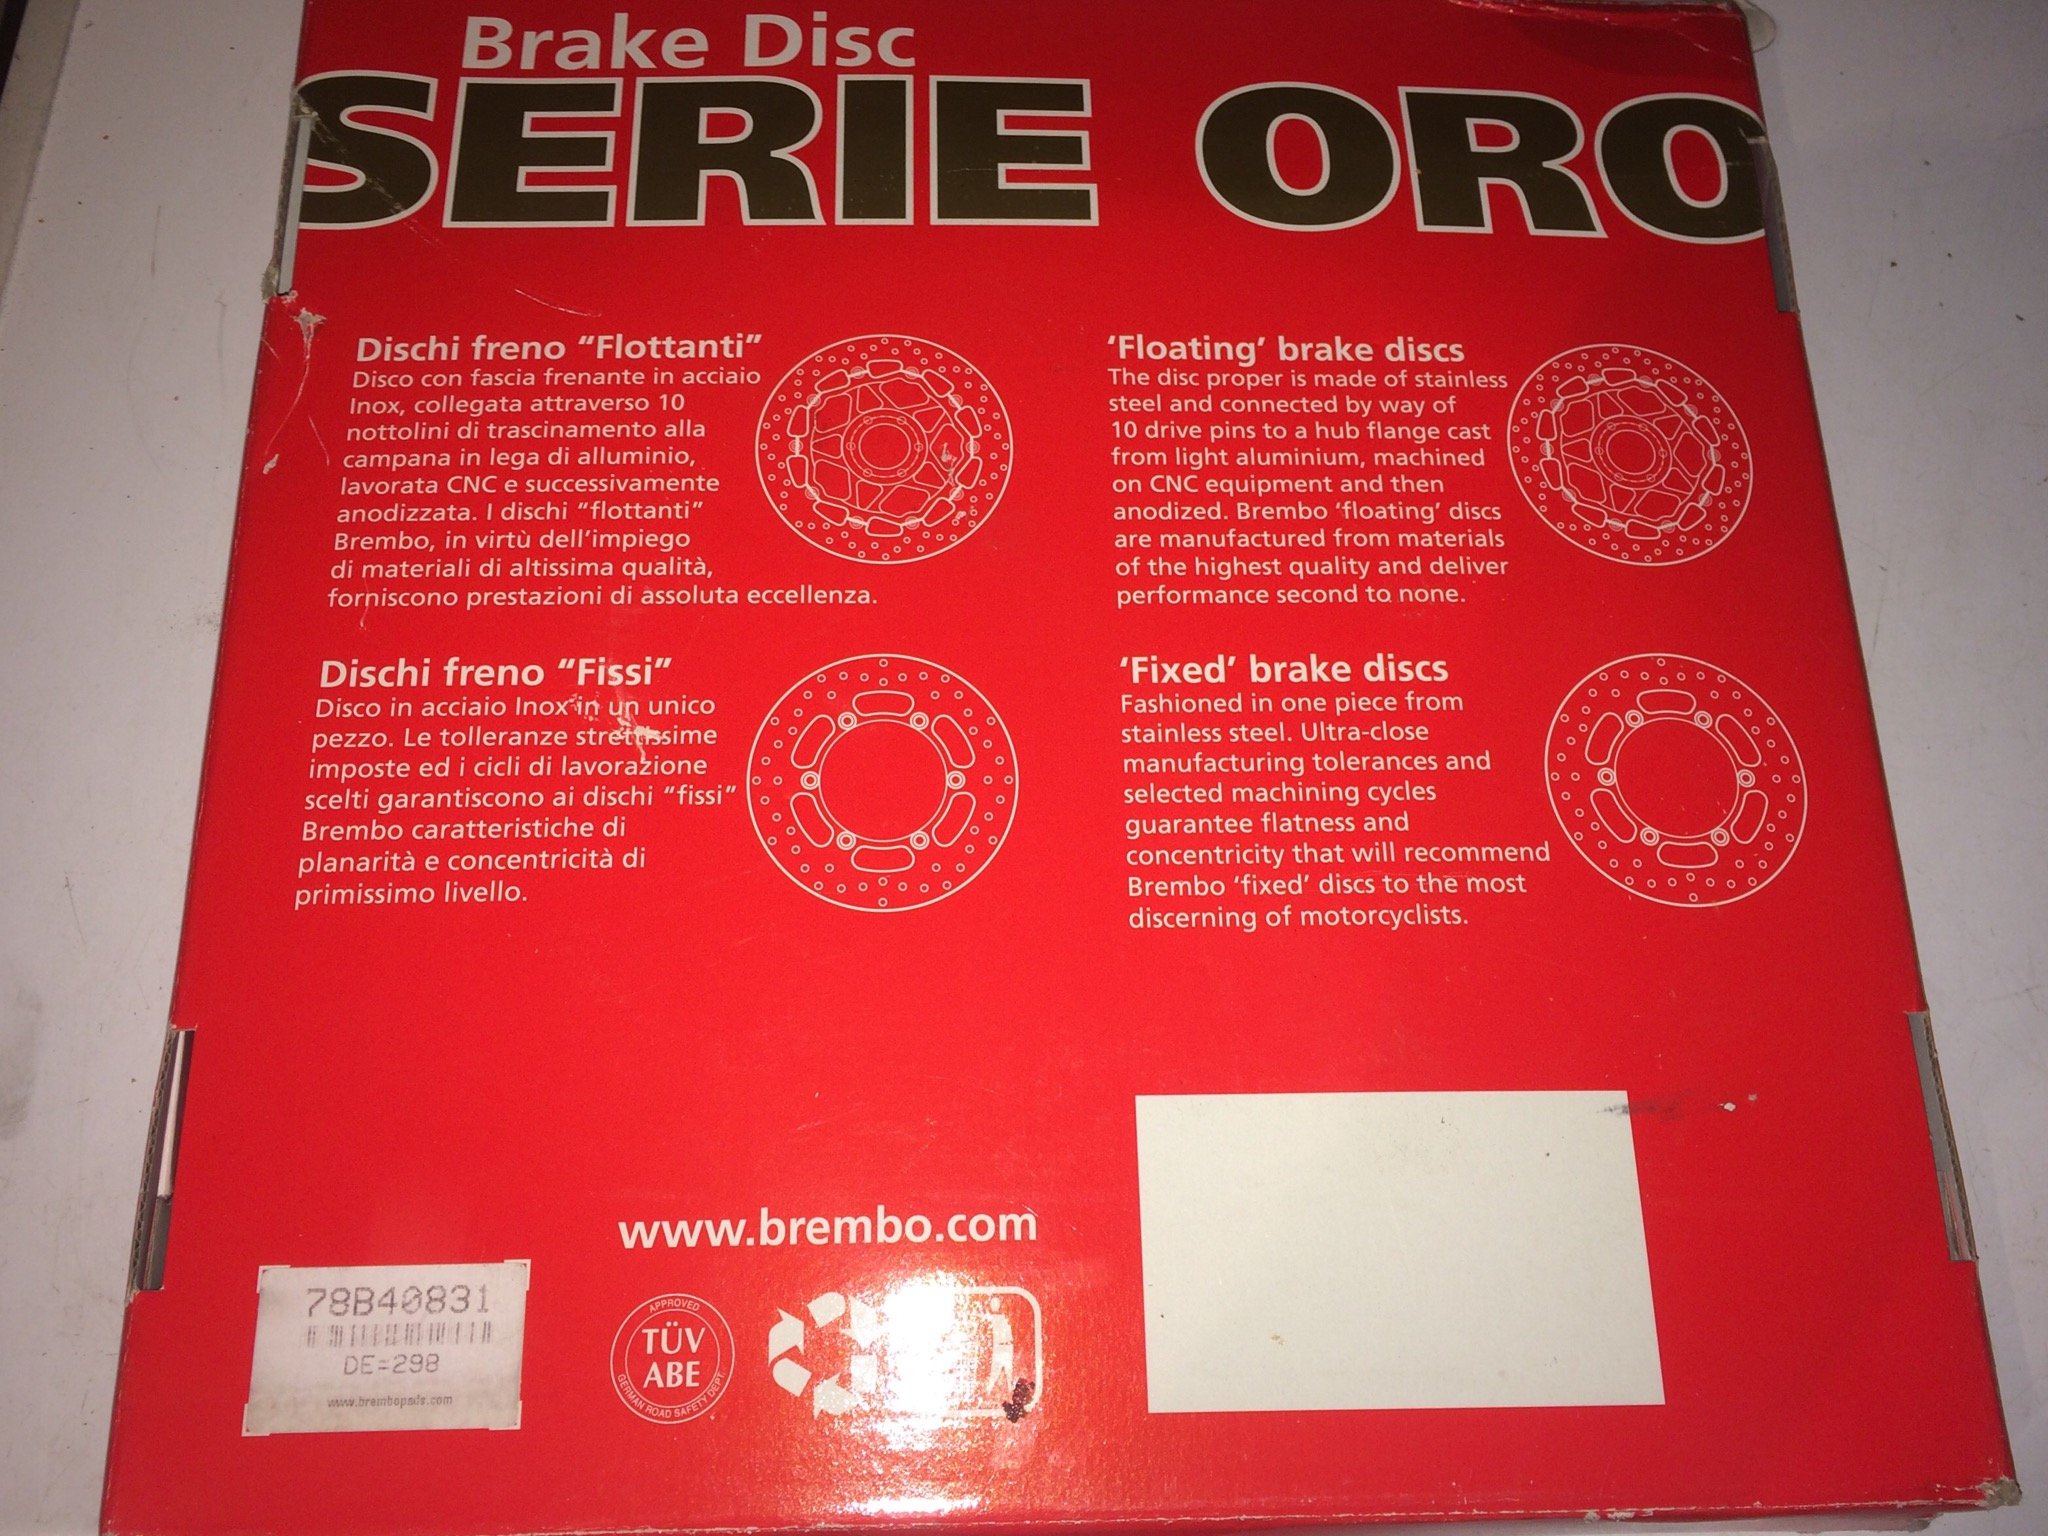 Brake Disc
SERIE ORO
Dischi freno “Flottanti”
Disco con fascia frenante in acciaio
Inox, collegata attraverso 10
nottolini di trascinamento alla
campana in lega di alluminio,
lavorata CNC e successivamente
anodizzata. I dischi “flottanti”
Brembo, in virtù dell’impiego
di materiali di altissima qualità,
forniscono prestazioni di assoluta eccellenza.
‘Floating’ brake discs
The disc proper is made of stainless
steel and connected by way of
10 drive pins to a hub flange cast
from light aluminium, machined
on CNC equipment and then
anodized. Brembo ‘floating’ discs
are manufactured from materials
of the highest quality and deliver
performance second to none.
Dischi freno “Fissi”
Disco in acciaio Inox in un unico
pezzo. Le tolleranze strettissime
imposte ed i cicli di lavorazione
scelti garantiscono ai dischi “fissi”
Brembo caratteristiche di
planarità e concentricità di
primissimo livello.
‘Fixed’ brake discs
Fashioned in one piece from
stainless steel. Ultra-close
manufacturing tolerances and
selected machining cycles
guarantee flatness and
concentricity that will recommend
Brembo ‘fixed’ discs to the most
discerning of motorcyclists.
www.brembo.com
78B40831
DE=298
www.brembopads.com
APPROVED
TÜV
ABE
GERMAN ROAD SAFETY DEPT.